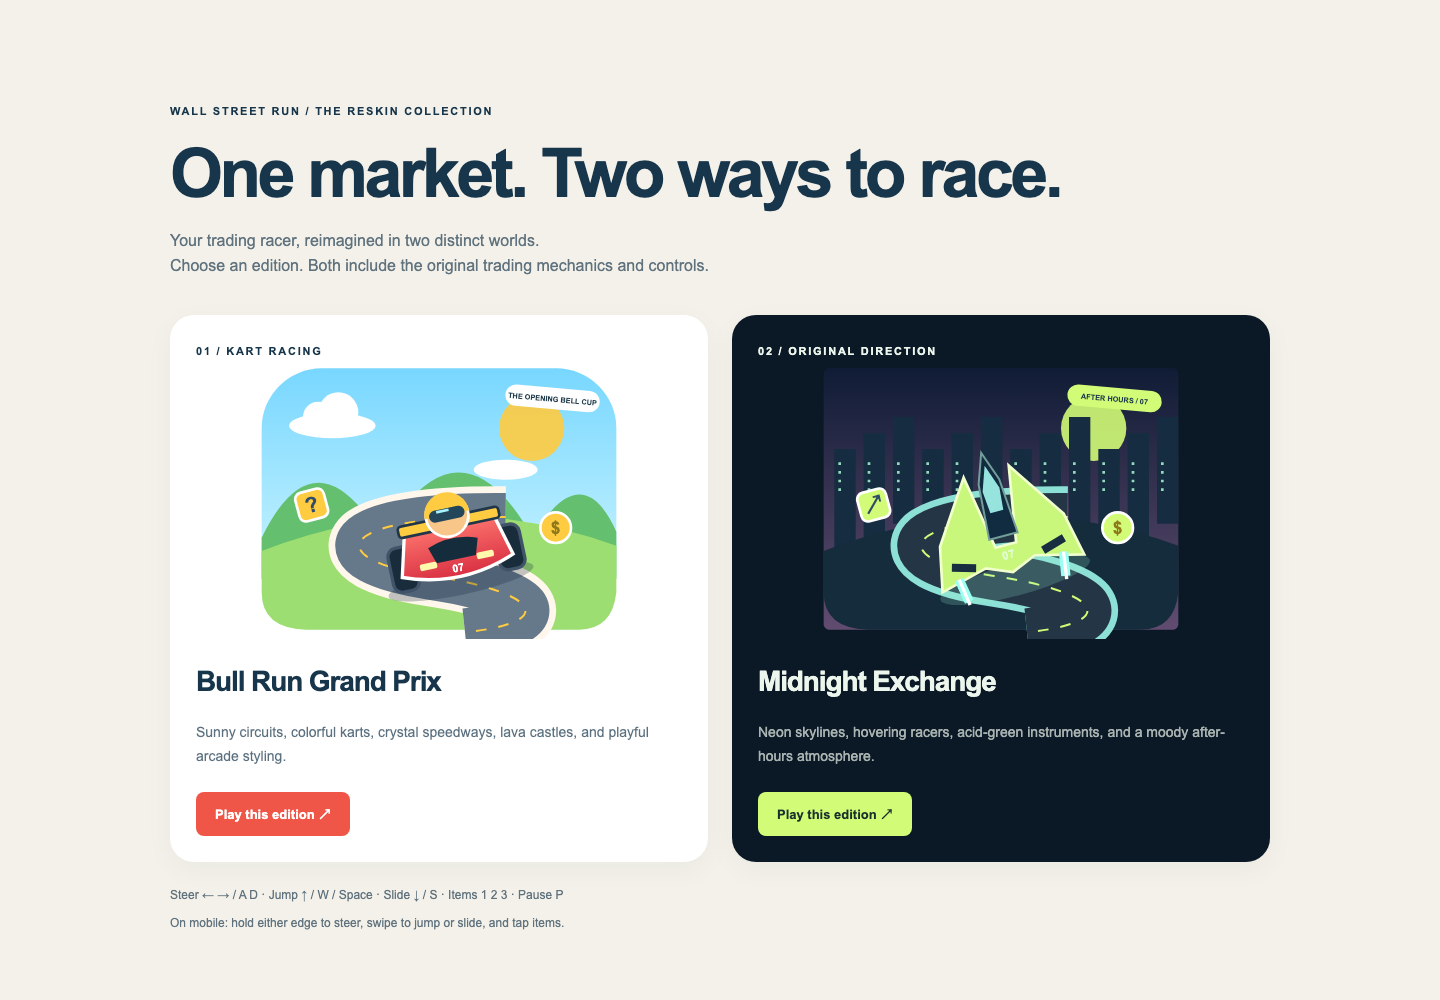 WALL STREET RUN / THE RESKIN COLLECTION
One market. Two ways to race.
Your trading racer, reimagined in two distinct worlds.
Choose an edition. Both include the original trading mechanics and controls.
01 / KART RACING
THE OPENING BELL CUP
?
$
07
Bull Run Grand Prix
Sunny circuits, colorful karts, crystal speedways, lava castles, and playful
arcade styling.
Play this edition ↗
02 / ORIGINAL DIRECTION
AFTER HOURS / 07
$
07
Midnight Exchange
Neon skylines, hovering racers, acid-green instruments, and a moody after-
hours atmosphere.
Play this edition ↗
Steer ← → / A D · Jump ↑ / W / Space · Slide ↓ / S · Items 1 2 3 · Pause P
On mobile: hold either edge to steer, swipe to jump or slide, and tap items.